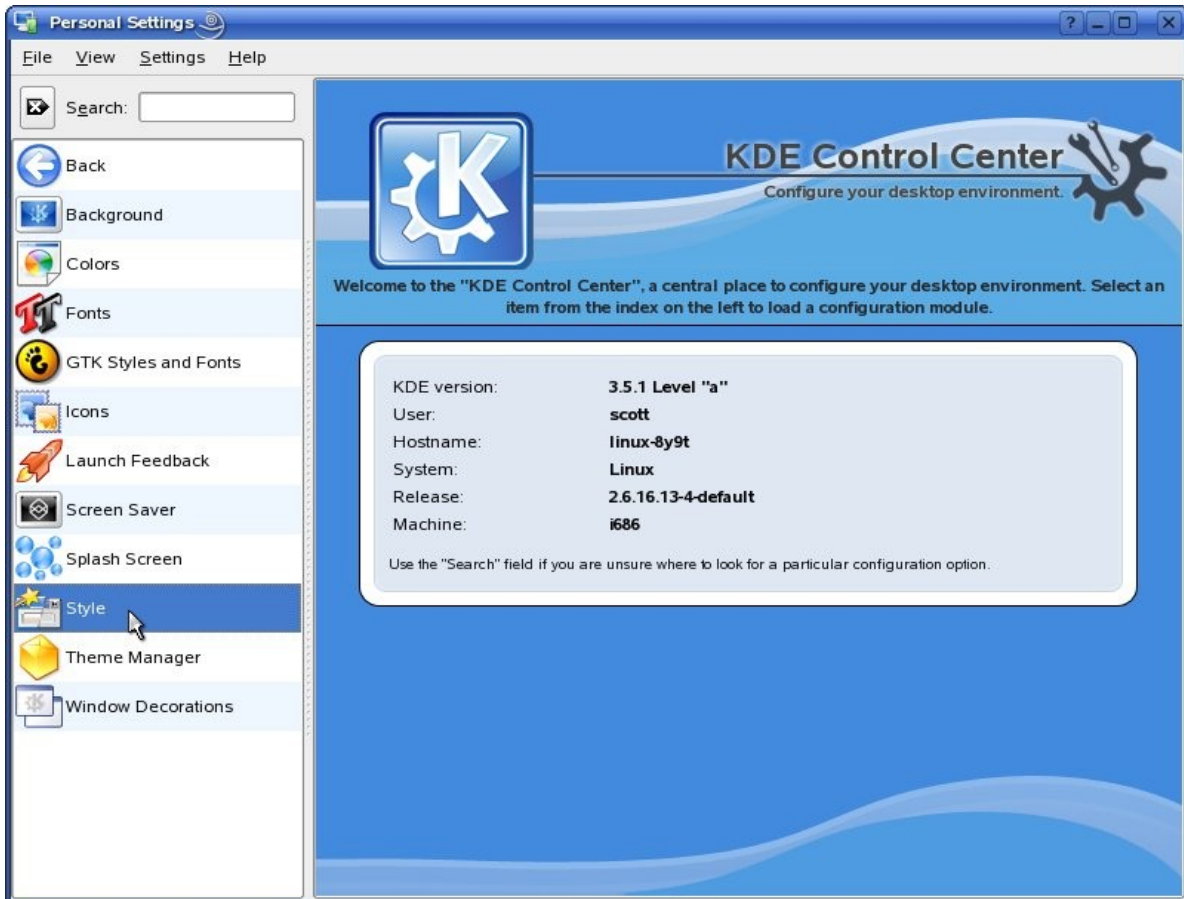 Personal Settings
File View Settings Help
Search:
Back
Background
Colors
Fonts
GTK Styles and Fonts
Icons
Launch Feedback
Screen Saver
Splash Screen
Style
Theme Manager
Window Decorations
KDE Control Center
Configure your desktop environment.
Welcome to the "KDE Control Center", a central place to configure your desktop environment. Select an
item from the index on the left to load a configuration module.
KDE version: 3.5.1 Level "a"
User: scott
Hostname: linux-8y9t
System: Linux
Release: 2.6.16.13-4-default
Machine: i686
Use the "Search" field if you are unsure where to look for a particular configuration option.